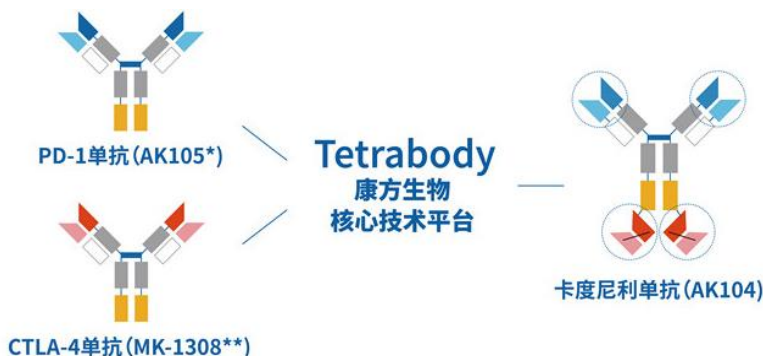 PD-1单抗(AK105*)
CTLA-4单抗(MK-1308**)
Tetrabody
康方生物
核心技术平台
卡度尼利单抗(AK104)